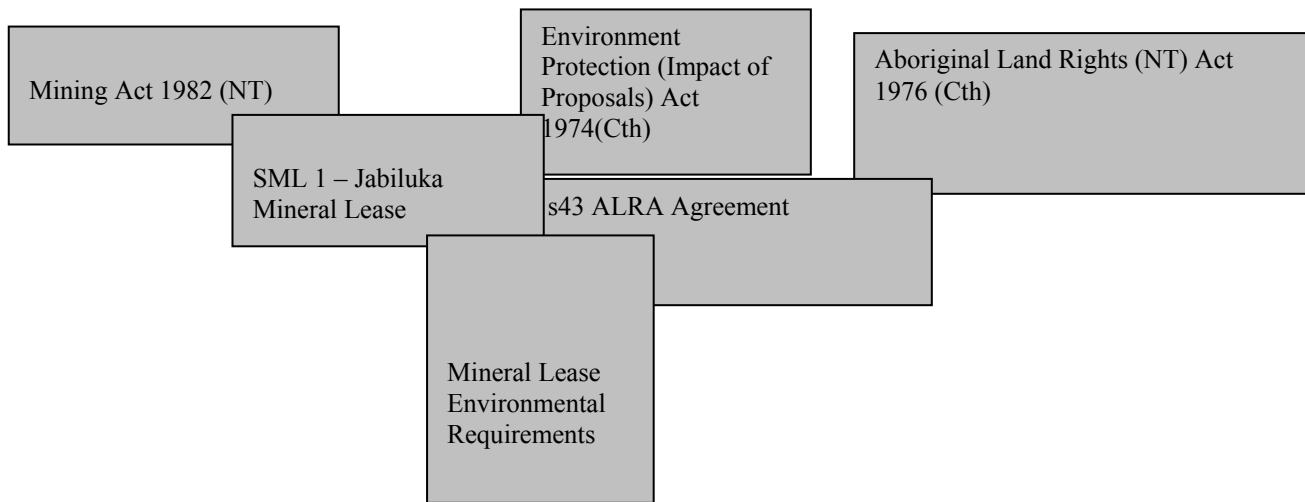 Mining Act 1982 (NT)
Environment
Protection (Impact of
Proposals) Act
1974(Cth)
Aboriginal Land Rights (NT) Act
1976 (Cth)
SML 1 – Jabiluka
Mineral Lease
s43 ALRA Agreement
Mineral Lease
Environmental
Requirements